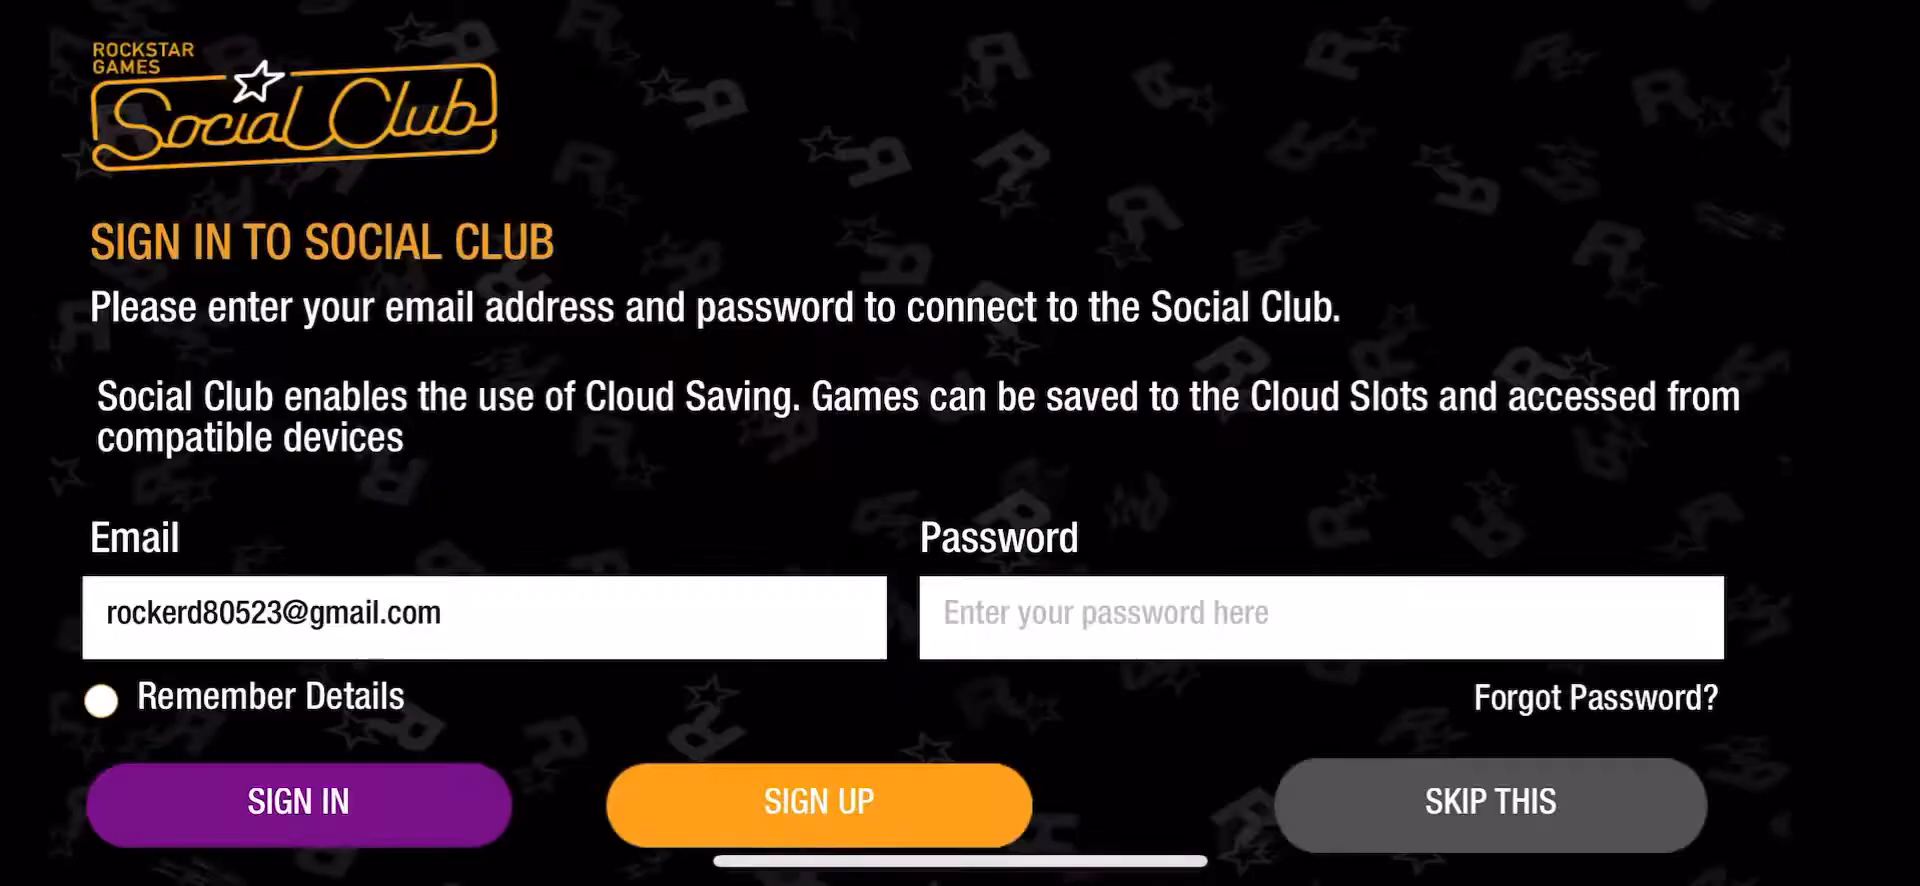 ROCKSTAR
GAMES
Social Club
SIGN IN TO SOCIAL CLUB
Please enter your email address and password to connect to the Social Club.
Social Club enables the use of Cloud Saving. Games can be saved to the Cloud Slots and accessed from
compatible devices
Email
Password
rockerd80523@gmail.com
Enter your password here
Remember Details
Forgot Password?
SIGN IN
SIGN UP
SKIP THIS